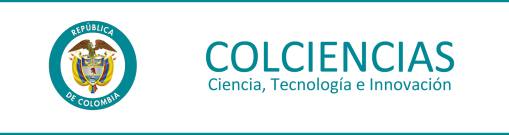 REPÚBLICA
DE COLOMBIA
COLCIENCIAS
Ciencia, Tecnología e Innovación